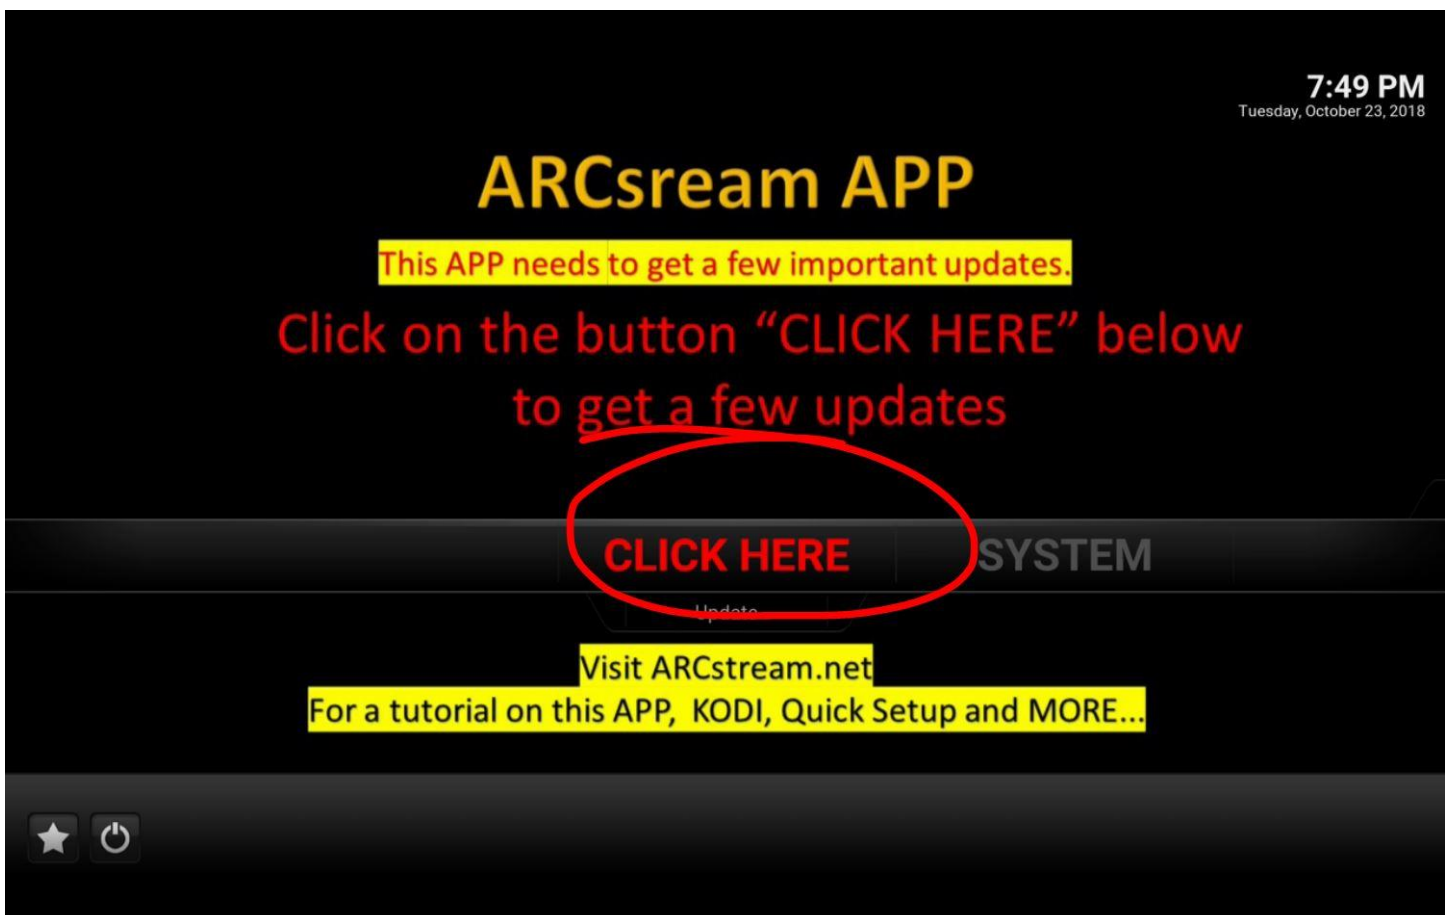 7:49 PM
Tuesday, October 23, 2018
ARCsream APP
This APP needs to get a few important updates.
Click on the button “CLICK HERE” below
to get a few updates
CLICK HERE
SYSTEM
Update
Visit ARCstream.net
For a tutorial on this APP, KODI, Quick Setup and MORE...